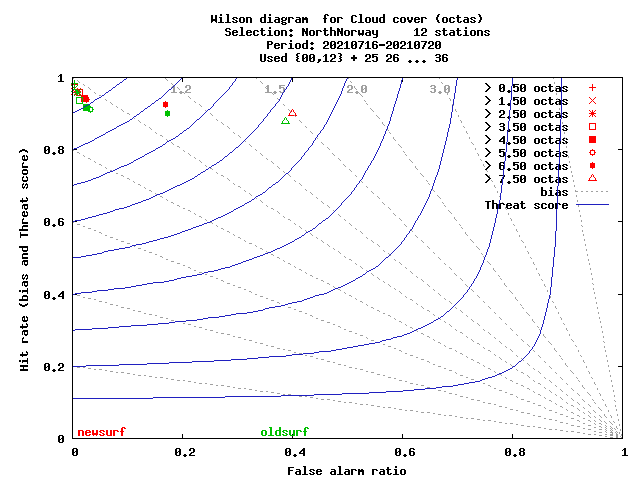 Wilson diagram  for Cloud cover (octas)
Selection: NorthNorway     12 stations
Period: 20210716-20210720
Used {00,12} + 25 26 ... 36
1
0.8
0.6
0.4
0.2
0
Hit rate (bias and Threat score)
1.2
1.5
2.0
3.0
> 0.50 octas
> 1.50 octas
> 2.50 octas
> 3.50 octas
> 4.50 octas
> 5.50 octas
> 6.50 octas
> 7.50 octas
bias
Threat score
newsurf
oldsurf
0
0.2
0.4
0.6
0.8
1
False alarm ratio